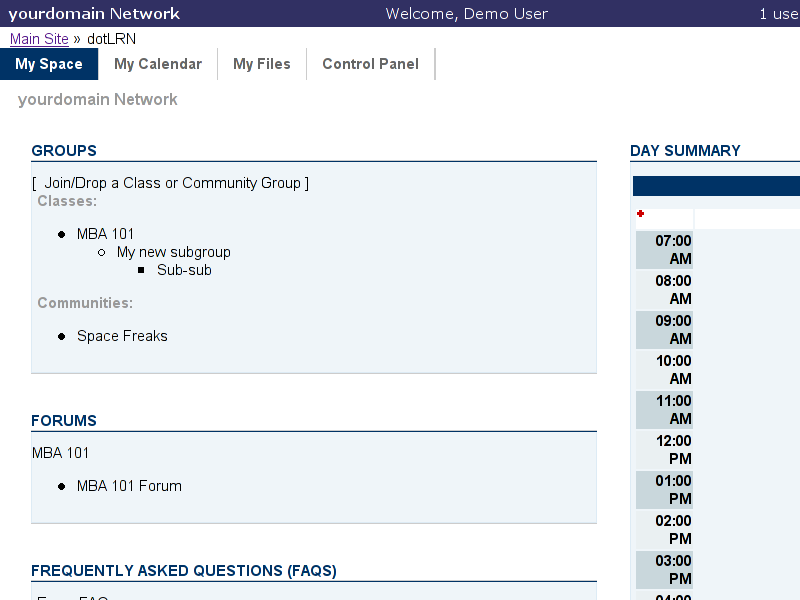 yourdomain Network Welcome, Demo User 1 use
Main Site » dotLRN
My Space My Calendar My Files Control Panel
yourdomain Network
GROUPS
[ Join/Drop a Class or Community Group ]
Classes:
MBA 101
My new subgroup
Sub-sub
Communities:
Space Freaks
FORUMS
MBA 101
MBA 101 Forum
FREQUENTLY ASKED QUESTIONS (FAQS)
DAY SUMMARY
07:00
AM
08:00
AM
09:00
AM
10:00
AM
11:00
AM
12:00
PM
01:00
PM
02:00
PM
03:00
PM